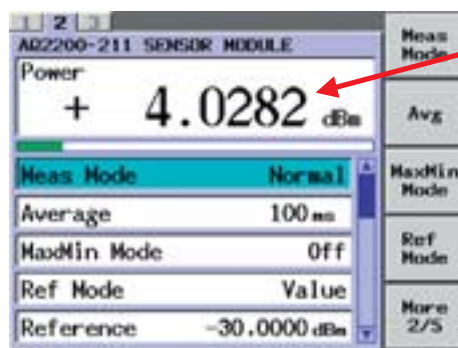 1 2 3
AQ2200-211 SENSOR MODULE
Power
+ 4.0282 dBm
Meas Mode Normal
Average 100 ms
MaxMin Mode Off
Ref Mode Value
Reference -30.0000 dBm
Meas
Mode
Avg
MaxMin
Mode
Ref
Mode
More
2/5